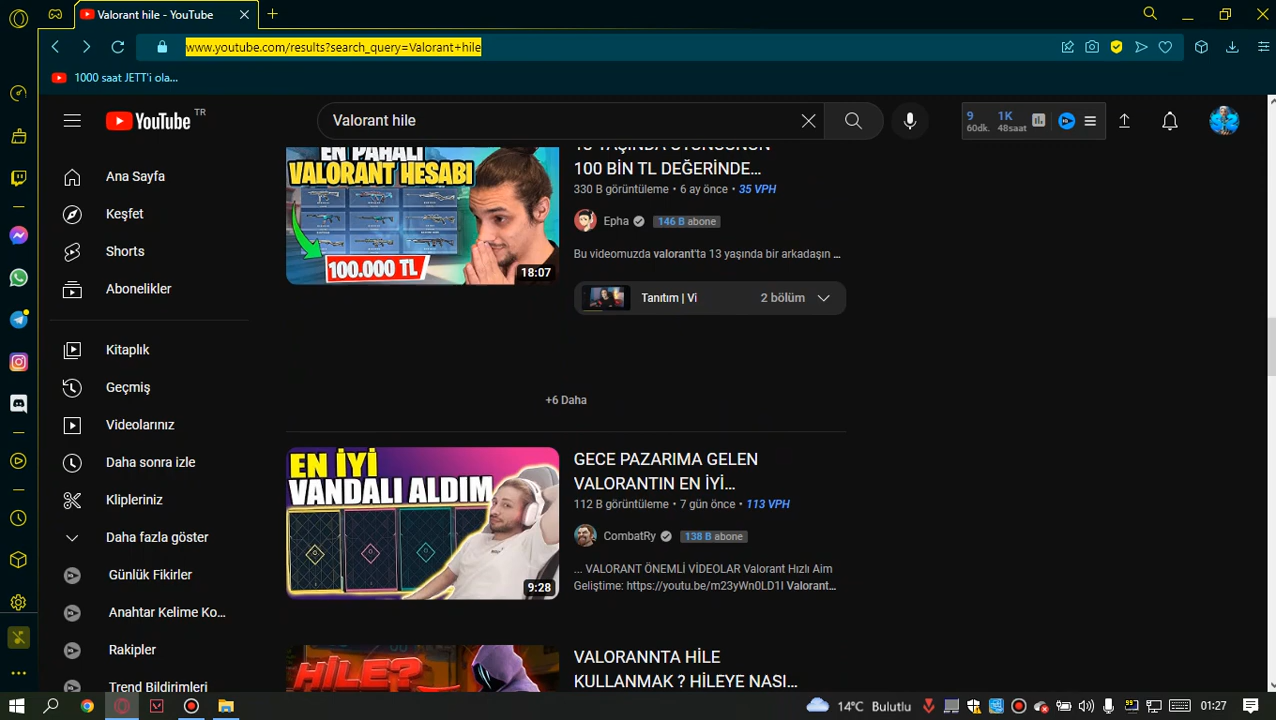 Valorant hile - YouTube
www.youtube.com/results?search_query=Valorant+hile
1000 saat JETT'i ola...
YouTube TR
Valorant hile
9
60dk.
1K
48saat
Ana Sayfa
Keşfet
Shorts
Abonelikler
Kitaplık
Geçmiş
Videolarınız
Daha sonra izle
Klipleriniz
Daha fazla göster
Günlük Fikirler
Anahtar Kelime Ko...
Rakipler
Trend Bildirimleri
EN PAHALI
VALORANT HESABI
100.000 TL
18:07
100 BİN TL DEĞERİNDE...
330 B görüntüleme • 6 ay önce • 35 VPH
Epha 146 B abone
Bu videomuzda valorant'ta 13 yaşında bir arkadaşın ...
Tanıtım | Vi 2 bölüm
+6 Daha
EN İYİ
VANDALI ALDIM
9:28
GECE PAZARIMA GELEN
VALORANTIN EN İYİ...
112 B görüntüleme • 7 gün önce • 113 VPH
CombatRy 138 B abone
... VALORANT ÖNEMLİ VİDEOLAR Valorant Hızlı Aim
Geliştime: https://youtu.be/m23yWn0LD1I Valorant...
HİLE?
VALORANNTA HİLE
KULLANMAK ? HİLEYE NASI...
14°C Bulutlu
01:27